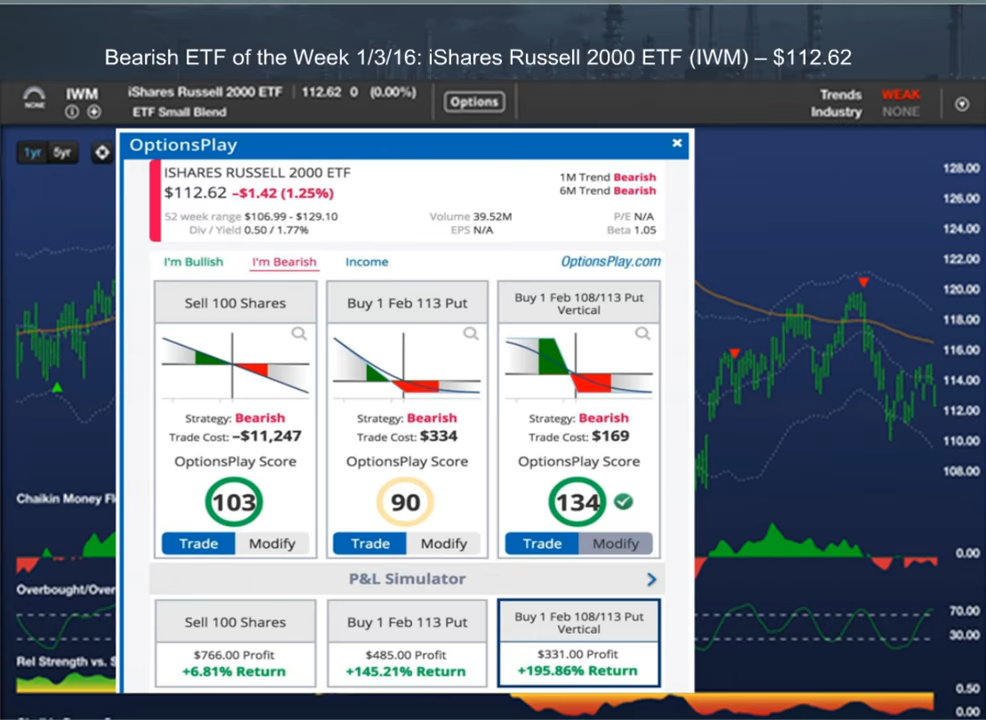 Bearish ETF of the Week 1/3/16: iShares Russell 2000 ETF (IWM) – $112.62
NONE
IWM
iShares Russell 2000 ETF 112.62 0 (0.00%)
ETF Small Blend
Options
Trends WEAK
Industry NONE
1yr 5yr
OptionsPlay
ISHARES RUSSELL 2000 ETF
$112.62 –$1.42 (1.25%)
1M Trend Bearish
6M Trend Bearish
52 week range $106.99 - $129.10
Volume 39.52M
P/E N/A
Div / Yield 0.50 / 1.77%
EPS N/A
Beta 1.05
I'm Bullish I'm Bearish Income OptionsPlay.com
Sell 100 Shares
Strategy: Bearish
Trade Cost: –$11,247
OptionsPlay Score
103
Trade Modify
Buy 1 Feb 113 Put
Strategy: Bearish
Trade Cost: $334
OptionsPlay Score
90
Trade Modify
Buy 1 Feb 108/113 Put
Vertical
Strategy: Bearish
Trade Cost: $169
OptionsPlay Score
134
Trade Modify
P&L Simulator
Sell 100 Shares
$766.00 Profit
+6.81% Return
Buy 1 Feb 113 Put
$485.00 Profit
+145.21% Return
Buy 1 Feb 108/113 Put
Vertical
$331.00 Profit
+195.86% Return
128.00
126.00
124.00
122.00
120.00
118.00
116.00
114.00
112.00
110.00
108.00
Chaikin Money Fl
0.00
Overbought/Over
70.00
30.00
Rel Strength vs. S
0.50
0.00